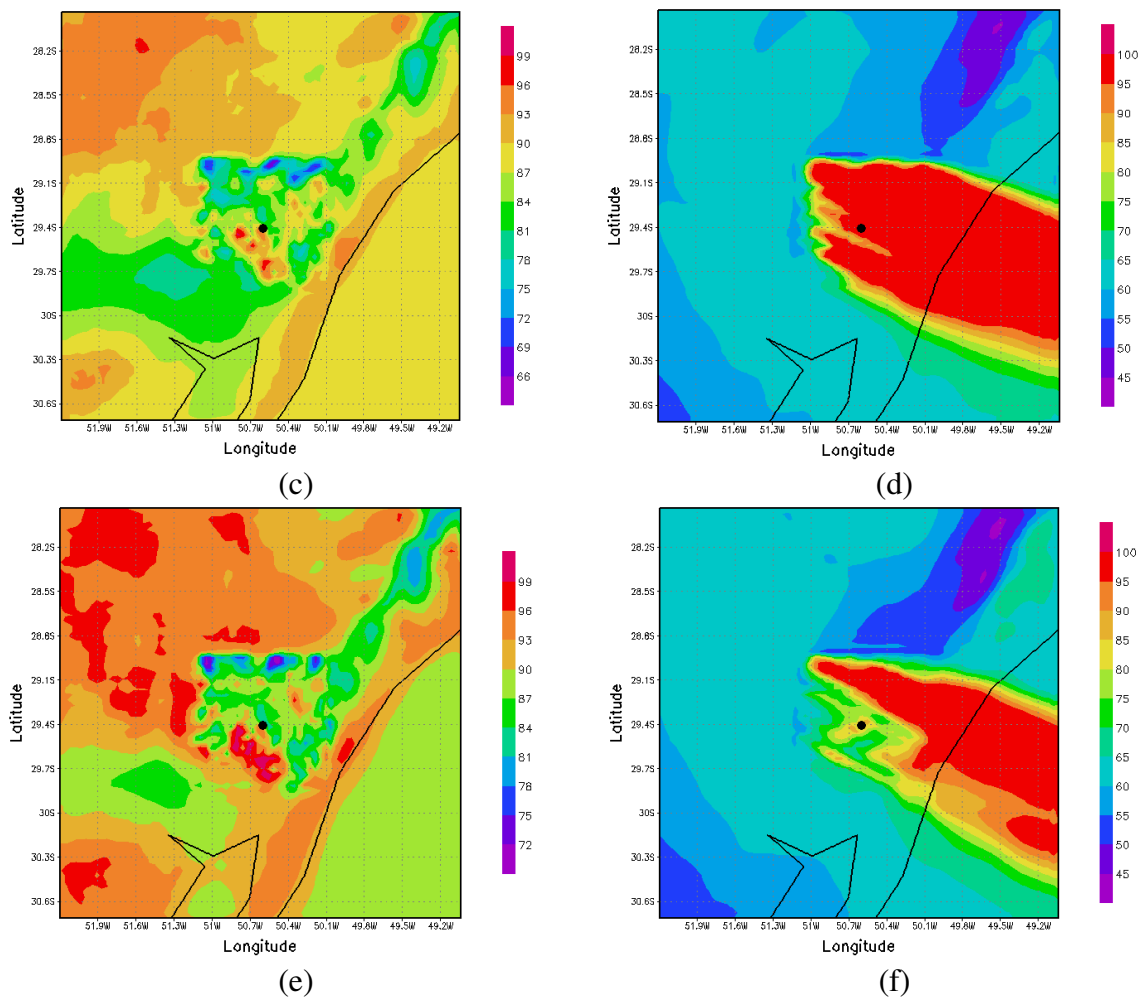 28.2S
28.5S
28.8S
29.1S
29.4S
29.7S
30S
30.3S
30.6S
Latitude
51.9W 51.6W 51.3W 51W 50.7W 50.4W 50.1W 49.8W 49.5W 49.2W
Longitude
99
96
93
90
87
84
81
78
75
72
69
66
(c)
28.2S
28.5S
28.8S
29.1S
29.4S
29.7S
30S
30.3S
30.6S
Latitude
51.9W 51.6W 51.3W 51W 50.7W 50.4W 50.1W 49.8W 49.5W 49.2W
Longitude
100
95
90
85
80
75
70
65
60
55
50
45
(d)
28.2S
28.5S
28.8S
29.1S
29.4S
29.7S
30S
30.3S
30.6S
Latitude
51.9W 51.6W 51.3W 51W 50.7W 50.4W 50.1W 49.8W 49.5W 49.2W
Longitude
99
96
93
90
87
84
81
78
75
72
(e)
28.2S
28.5S
28.8S
29.1S
29.4S
29.7S
30S
30.3S
30.6S
Latitude
51.9W 51.6W 51.3W 51W 50.7W 50.4W 50.1W 49.8W 49.5W 49.2W
Longitude
100
95
90
85
80
75
70
65
60
55
50
45
(f)